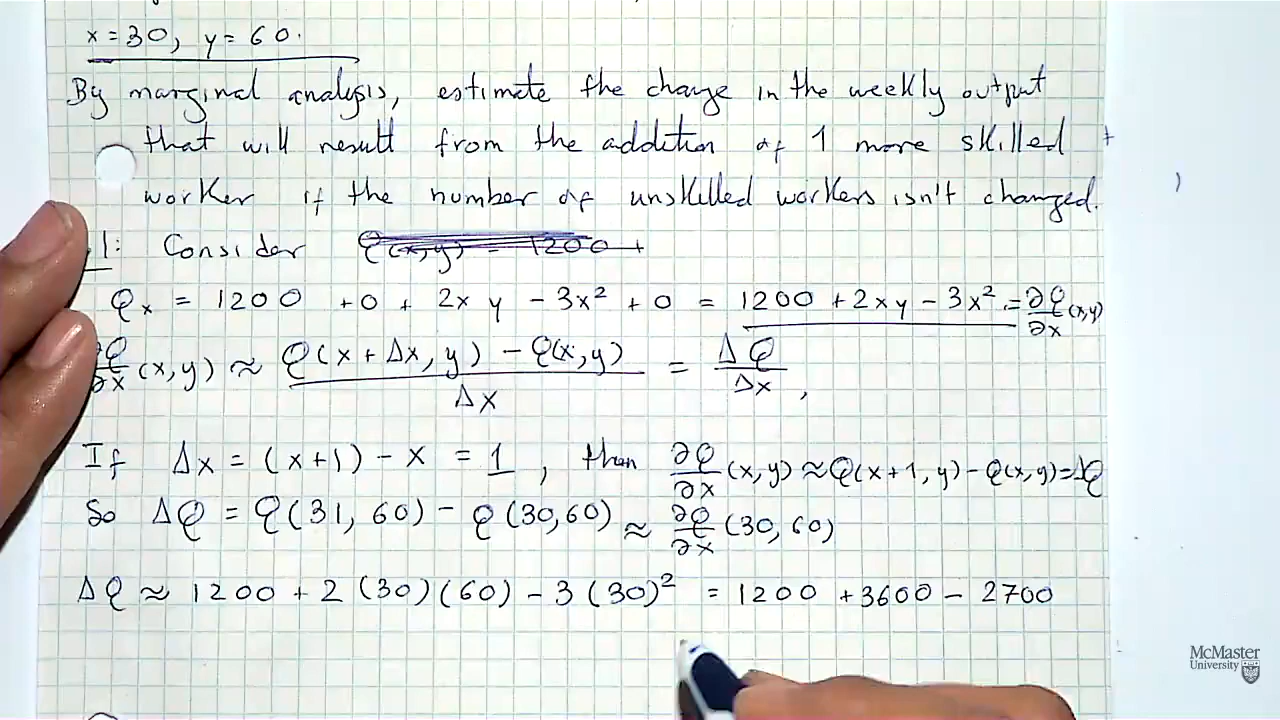 x = 30, y = 60.
By marginal analysis, estimate the change in the weekly output
that will result from the addition of 1 more skilled
worker if the number of unskilled workers isn't changed.
1: Consider Q(x,y) = 1200 +
Qx = 1200 + 0 + 2xy - 3x² + 0 = 1200 + 2xy - 3x² = ∂Q/∂x (x,y)
∂Q/∂x (x,y) ≈ (Q(x + Δx, y) - Q(x,y))/Δx = ΔQ/Δx,
If Δx = (x+1) - x = 1, then ∂Q/∂x (x,y) ≈ Q(x+1, y) - Q(x,y) = ΔQ
So ΔQ = Q(31, 60) - Q(30,60) ≈ ∂Q/∂x (30, 60)
ΔQ ≈ 1200 + 2(30)(60) - 3(30)² = 1200 + 3600 - 2700
McMaster
University